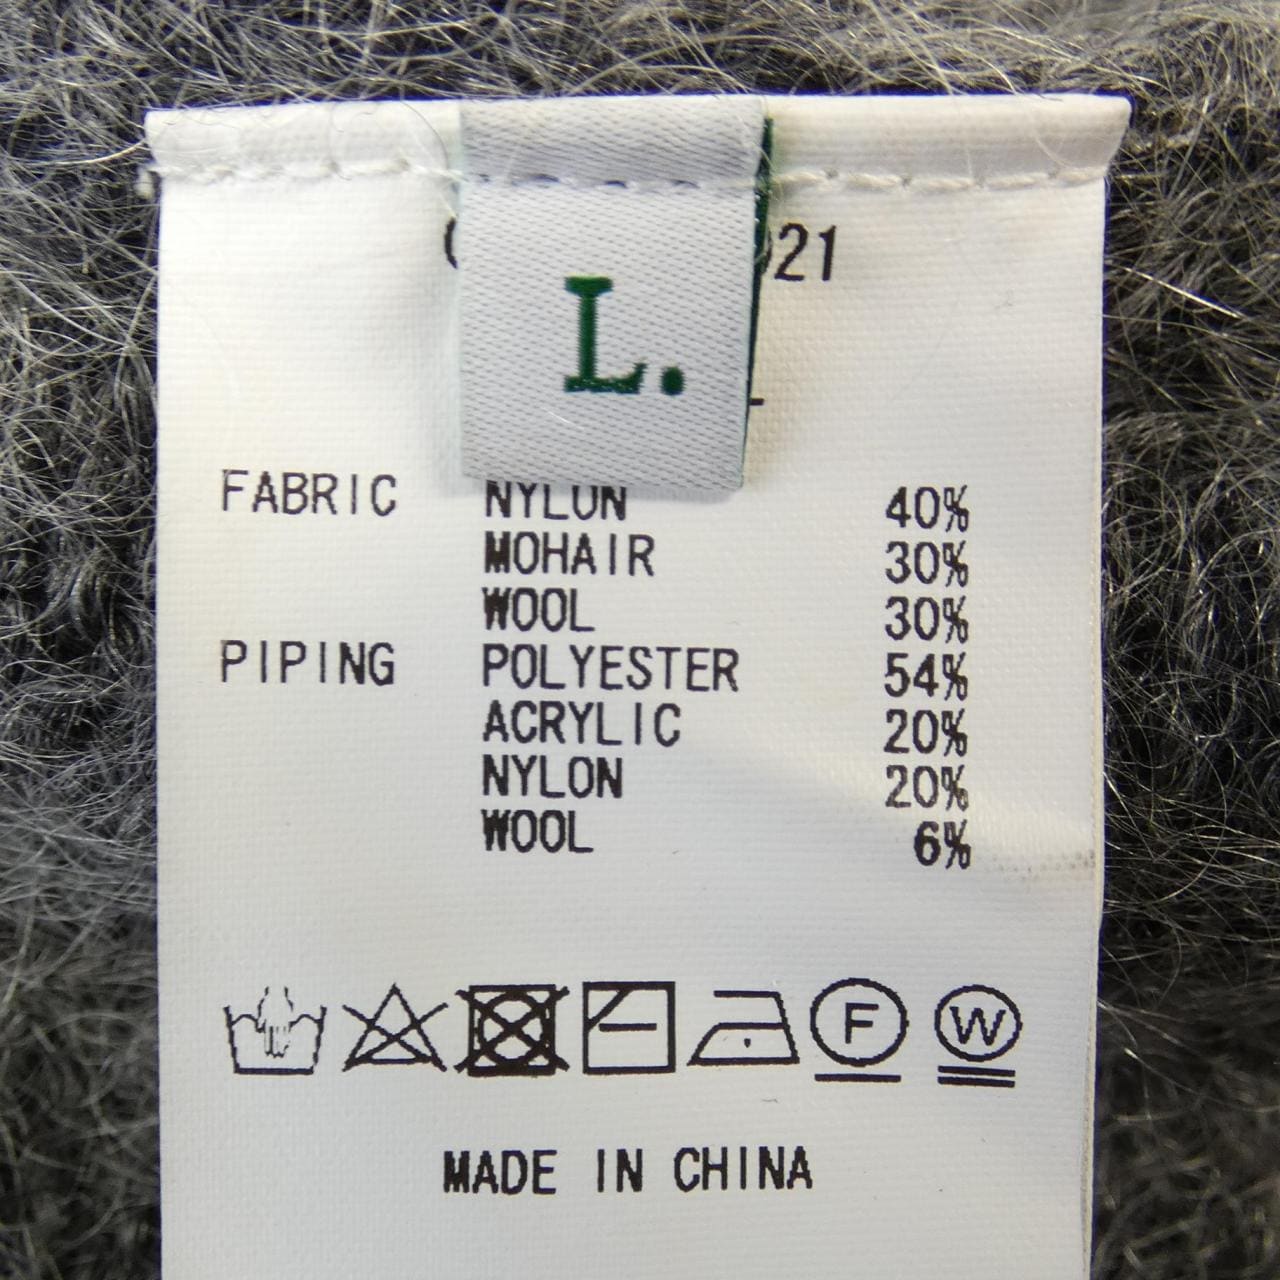 21
L.
FABRIC NYLON 40%
MOHAIR 30%
WOOL 30%
PIPING POLYESTER 54%
ACRYLIC 20%
NYLON 20%
WOOL 6%
F W
MADE IN CHINA